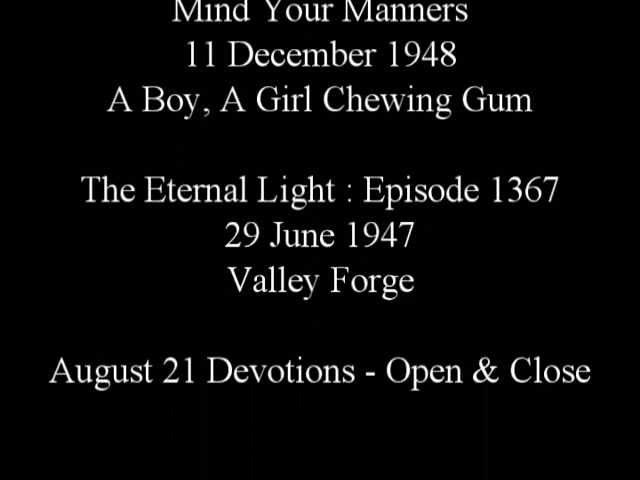 Mind Your Manners
11 December 1948
A Boy, A Girl Chewing Gum
The Eternal Light : Episode 1367
29 June 1947
Valley Forge
August 21 Devotions - Open & Close